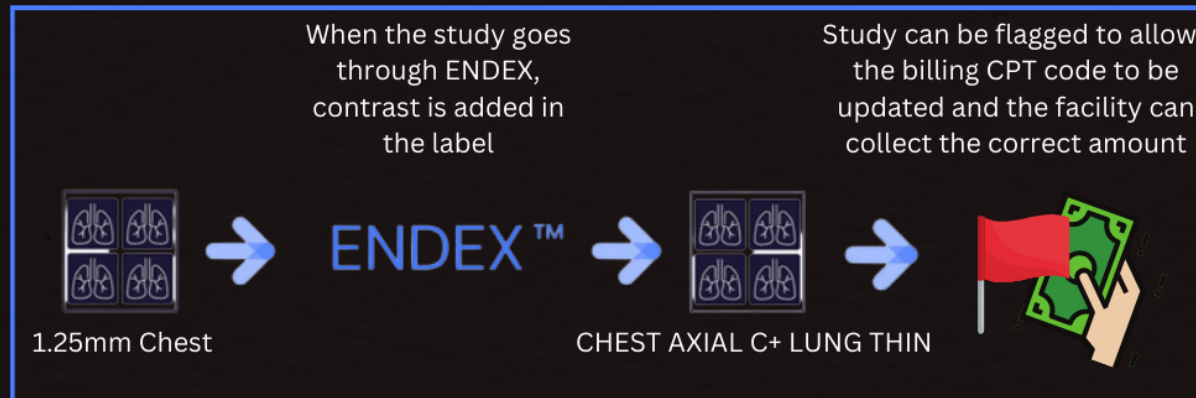 When the study goes
through ENDEX,
contrast is added in
the label
Study can be flagged to allow
the billing CPT code to be
updated and the facility can
collect the correct amount
ENDEX™
1.25mm Chest
CHEST AXIAL C+ LUNG THIN